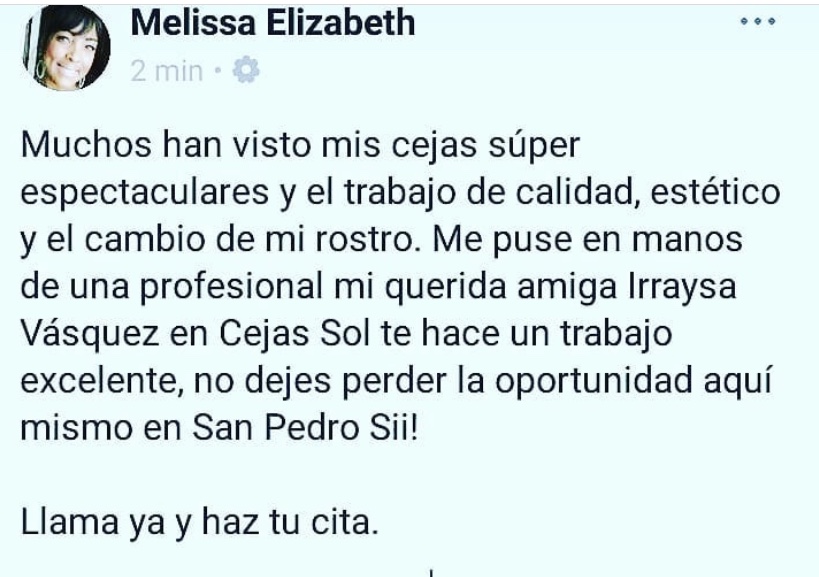 Melissa Elizabeth
2 min
Muchos han visto mis cejas súper
espectaculares y el trabajo de calidad, estético
y el cambio de mi rostro. Me puse en manos
de una profesional mi querida amiga Irraysa
Vásquez en Cejas Sol te hace un trabajo
excelente, no dejes perder la oportunidad aquí
mismo en San Pedro Sii!
Llama ya y haz tu cita.